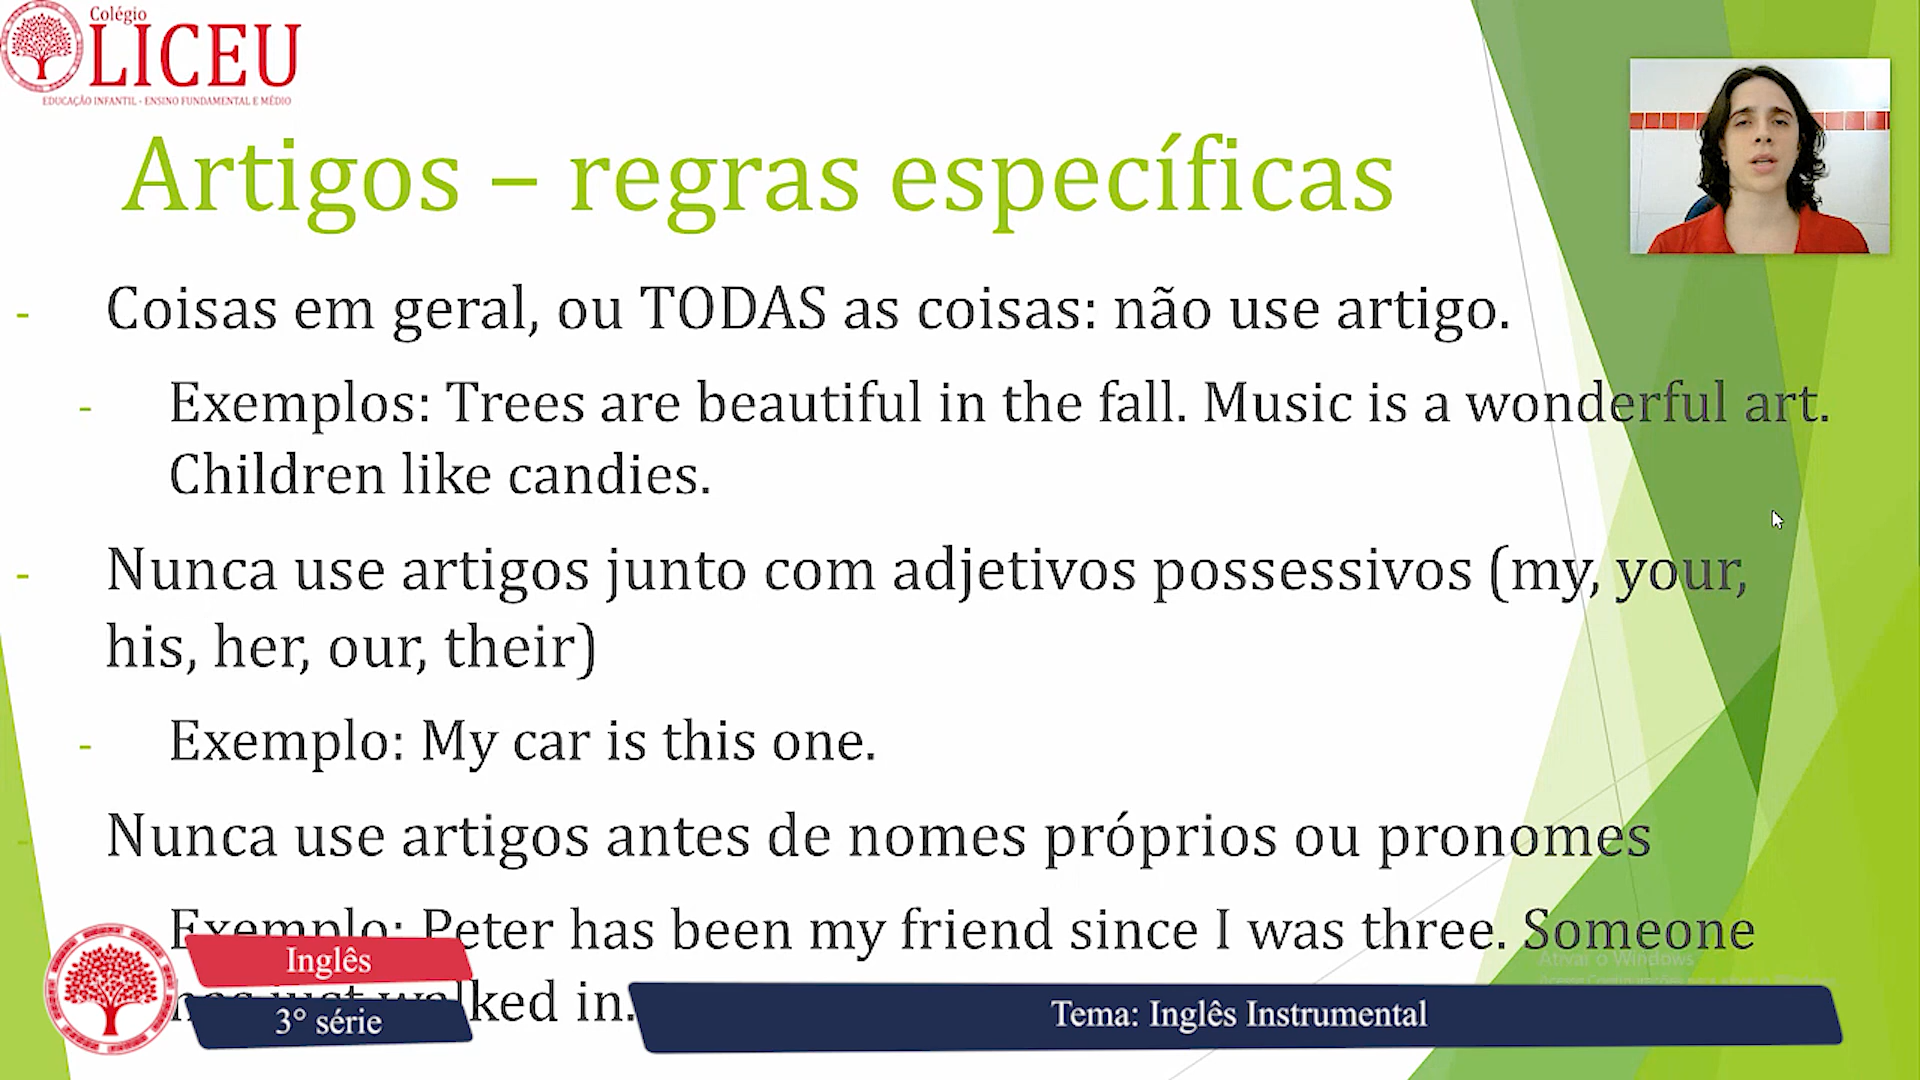 Colégio
LICEU
EDUCAÇÃO INFANTIL - ENSINO FUNDAMENTAL E MÉDIO
Artigos – regras específicas
- Coisas em geral, ou TODAS as coisas: não use artigo.
- Exemplos: Trees are beautiful in the fall. Music is a wonderful art.
Children like candies.
- Nunca use artigos junto com adjetivos possessivos (my, your,
his, her, our, their)
- Exemplo: My car is this one.
- Nunca use artigos antes de nomes próprios ou pronomes
Exemplo: Peter has been my friend since I was three. Someone
has just walked in.
Ativar o Windows
Inglês
3° série
Tema: Inglês Instrumental